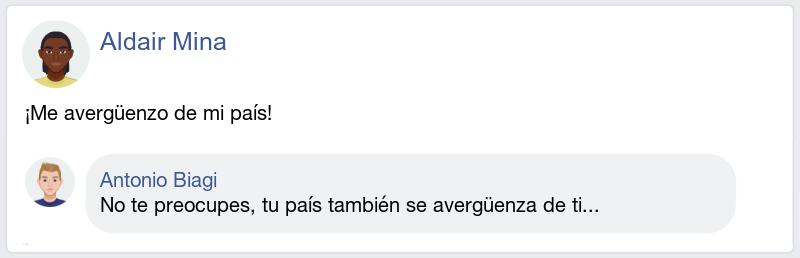 Aldair Mina
¡Me avergüenzo de mi país!
Antonio Biagi
No te preocupes, tu país también se avergüenza de ti...